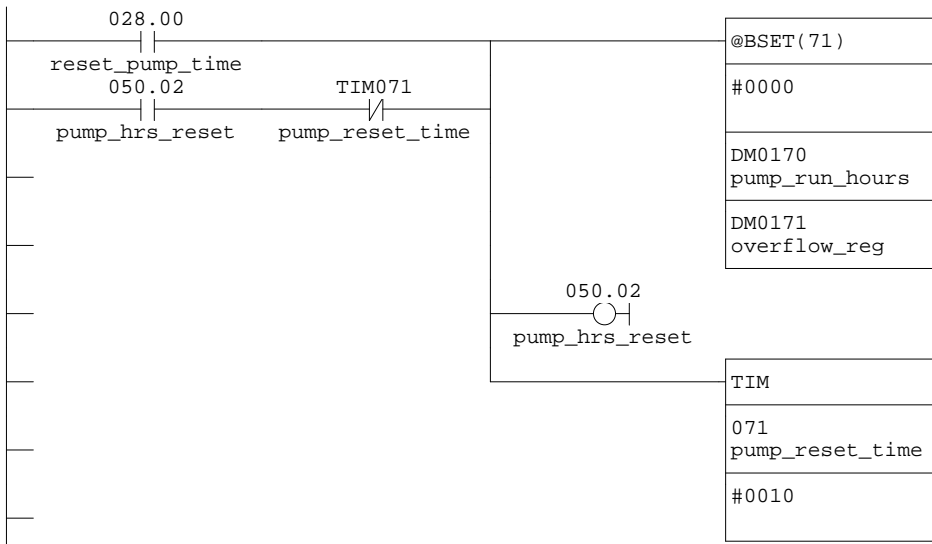 028.00
reset_pump_time
@BSET(71)
#0000
DM0170
pump_run_hours
DM0171
overflow_reg
050.02
pump_hrs_reset
TIM071
pump_reset_time
050.02
pump_hrs_reset
TIM
071
pump_reset_time
#0010